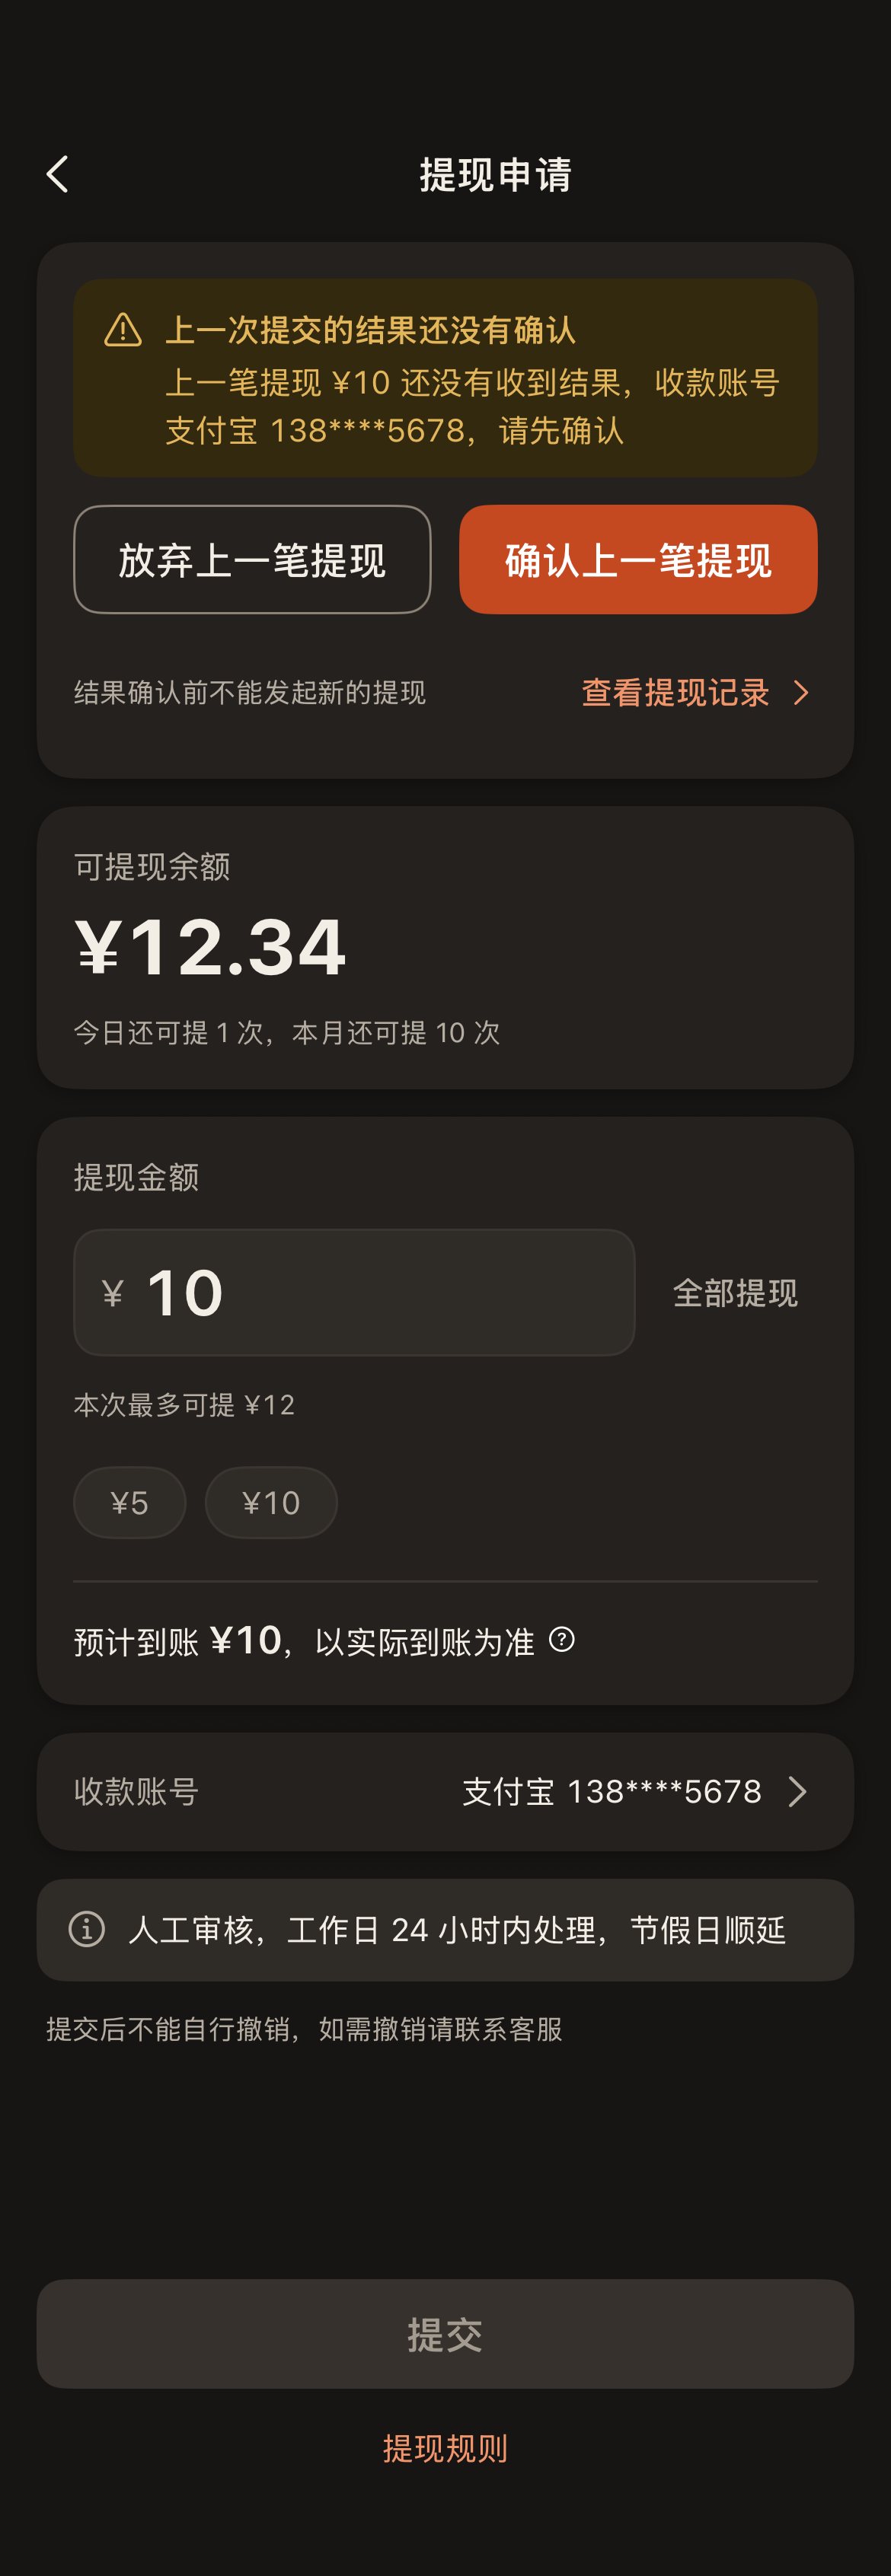 提现申请
上一次提交的结果还没有确认
上一笔提现 ¥10 还没有收到结果，收款账号
支付宝 138****5678，请先确认
放弃上一笔提现
确认上一笔提现
结果确认前不能发起新的提现
查看提现记录
可提现余额
¥12.34
今日还可提 1 次，本月还可提 10 次
提现金额
¥ 10
全部提现
本次最多可提 ¥12
¥5
¥10
预计到账 ¥10，以实际到账为准
收款账号
支付宝 138****5678
人工审核，工作日 24 小时内处理，节假日顺延
提交后不能自行撤销，如需撤销请联系客服
提交
提现规则